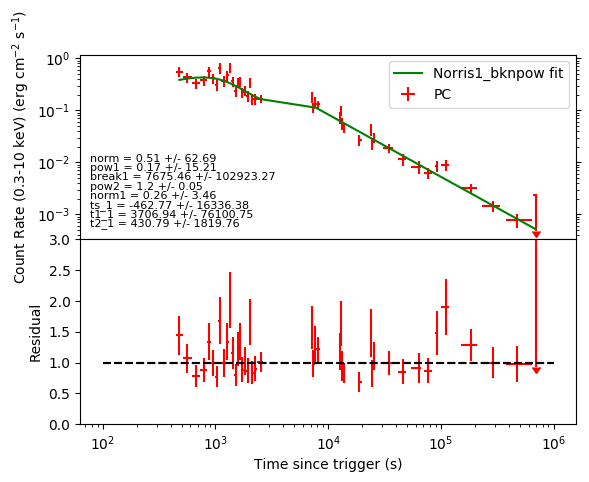 Count Rate (0.3-10 keV) (erg cm⁻² s⁻¹)
10⁰
10⁻¹
10⁻²
10⁻³
Norris1_bknpow fit
PC
norm = 0.51 +/- 62.69
pow1 = 0.17 +/- 15.21
break1 = 7675.46 +/- 102923.27
pow2 = 1.2 +/- 0.05
norm1 = 0.26 +/- 3.46
ts_1 = -462.77 +/- 16336.38
t1_1 = 3706.94 +/- 76100.75
t2_1 = 430.79 +/- 1819.76
Residual
3.0
2.5
2.0
1.5
1.0
0.5
0.0
10² 10³ 10⁴ 10⁵ 10⁶
Time since trigger (s)